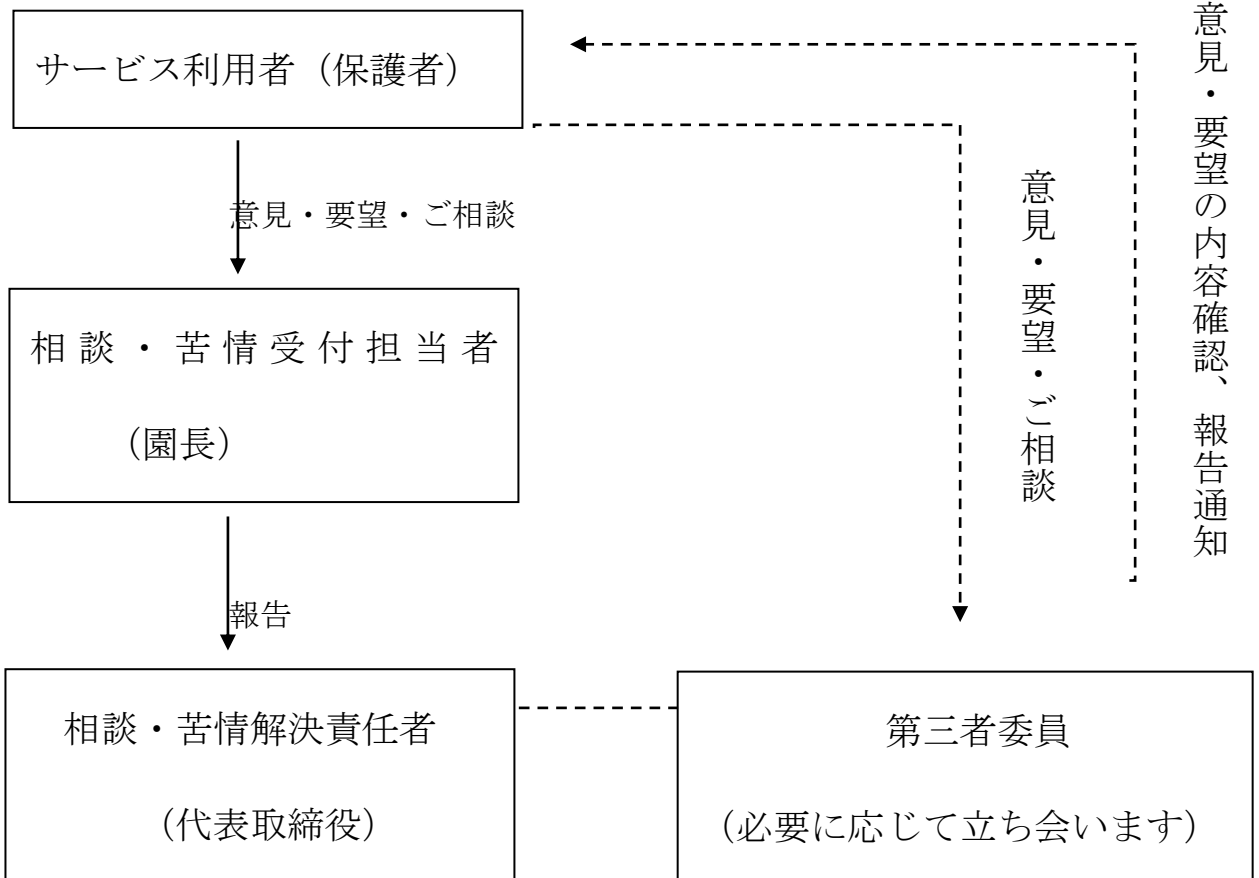 サービス利用者（保護者）
意見・要望・ご相談
相談・苦情受付担当者
（園長）
報告
相談・苦情解決責任者
（代表取締役）
第三者委員
（必要に応じて立ち会います）
意見・要望・ご相談
意見・要望の内容確認、報告通知